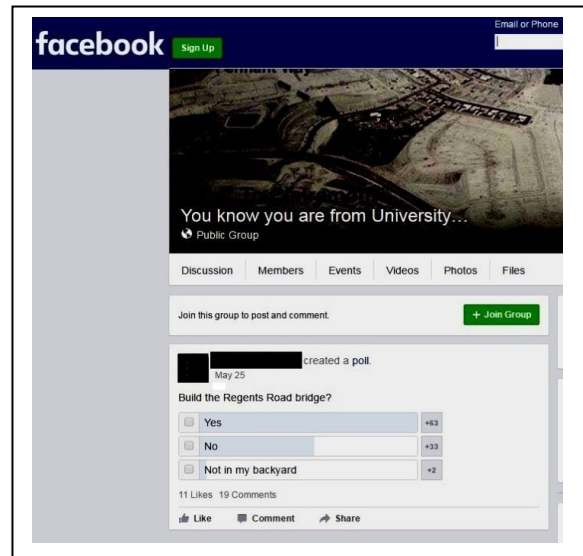 Email or Phone
facebook Sign Up
You know you are from University...
Public Group
Discussion Members Events Videos Photos Files
Join this group to post and comment. + Join Group
created a poll.
May 25
Build the Regents Road bridge?
Yes +63
No +33
Not in my backyard +2
11 Likes 19 Comments
Like Comment Share